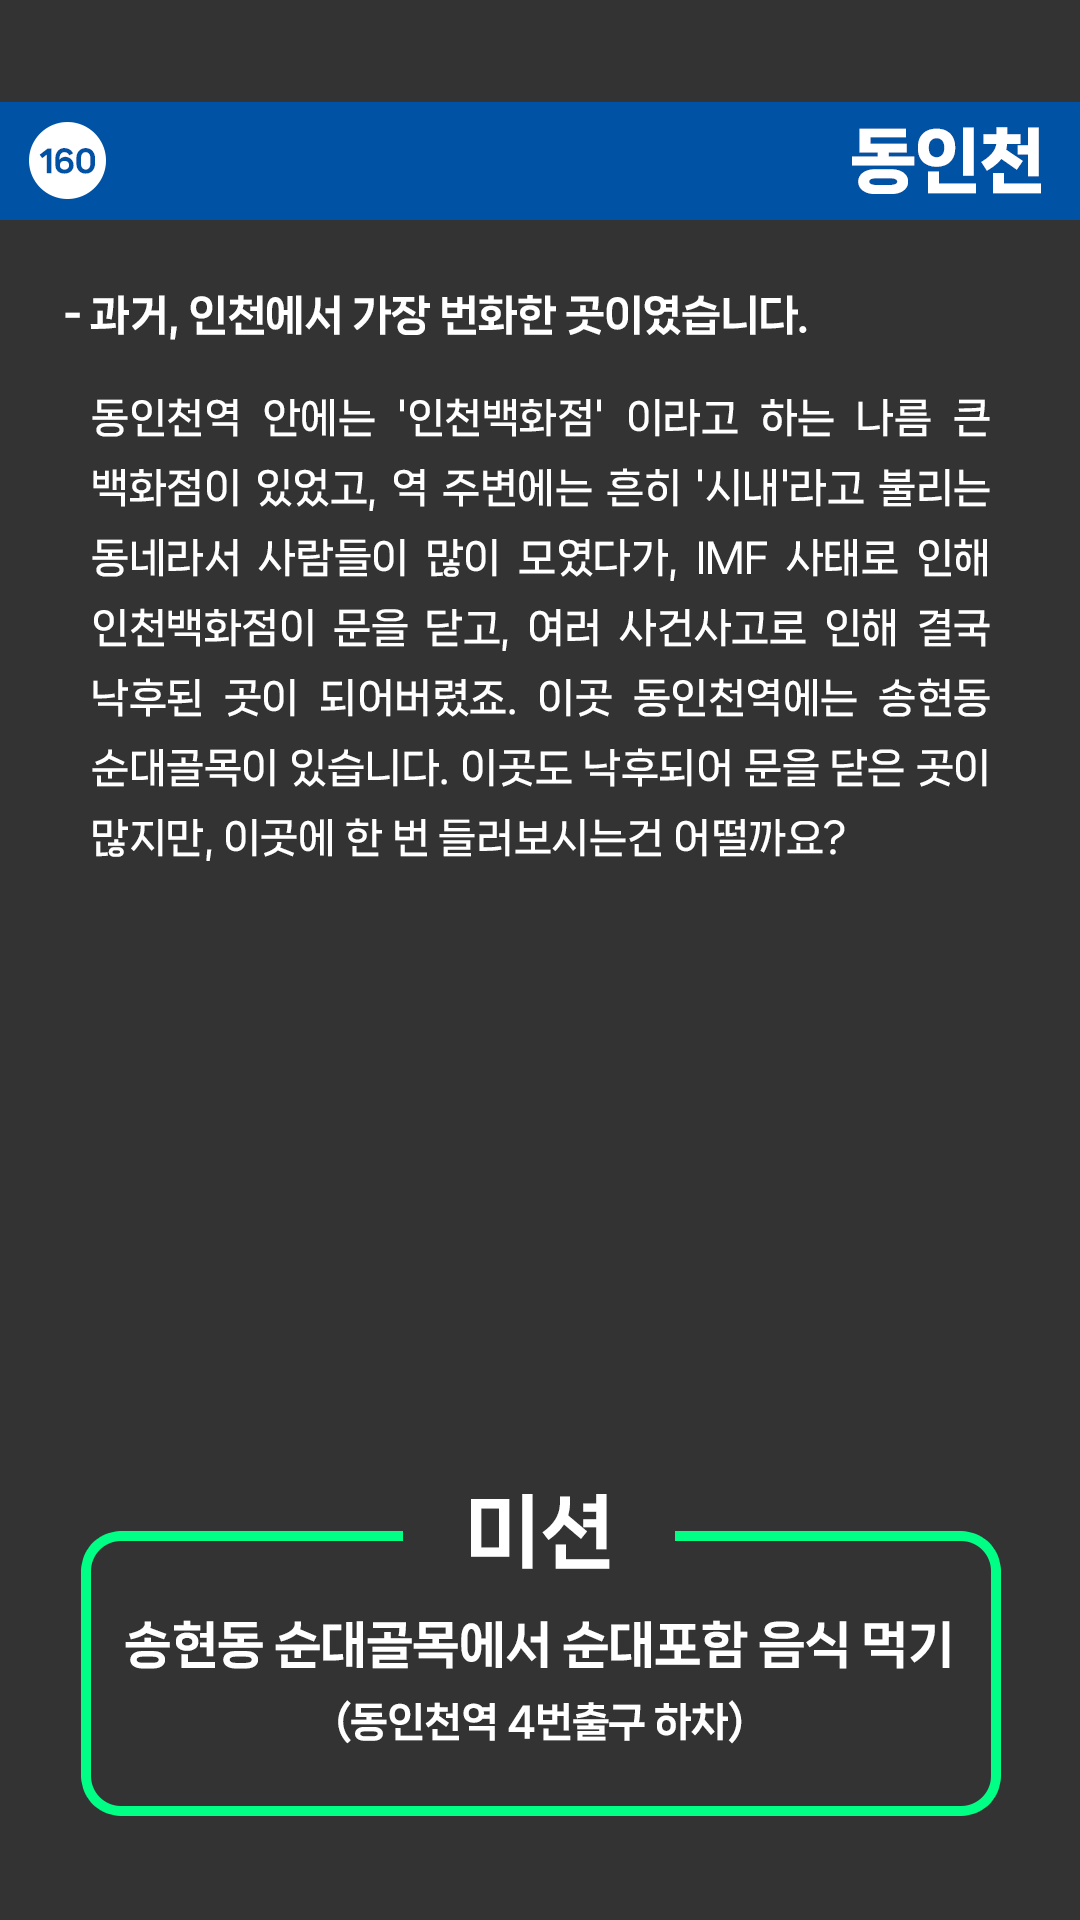 160
동인천
- 과거, 인천에서 가장 번화한 곳이였습니다.
동인천역 안에는 '인천백화점' 이라고 하는 나름 큰
백화점이 있었고, 역 주변에는 흔히 '시내'라고 불리는
동네라서 사람들이 많이 모였다가, IMF 사태로 인해
인천백화점이 문을 닫고, 여러 사건사고로 인해 결국
낙후된 곳이 되어버렸죠. 이곳 동인천역에는 송현동
순대골목이 있습니다. 이곳도 낙후되어 문을 닫은 곳이
많지만, 이곳에 한 번 들러보시는건 어떨까요?
미션
송현동 순대골목에서 순대포함 음식 먹기
(동인천역 4번출구 하차)